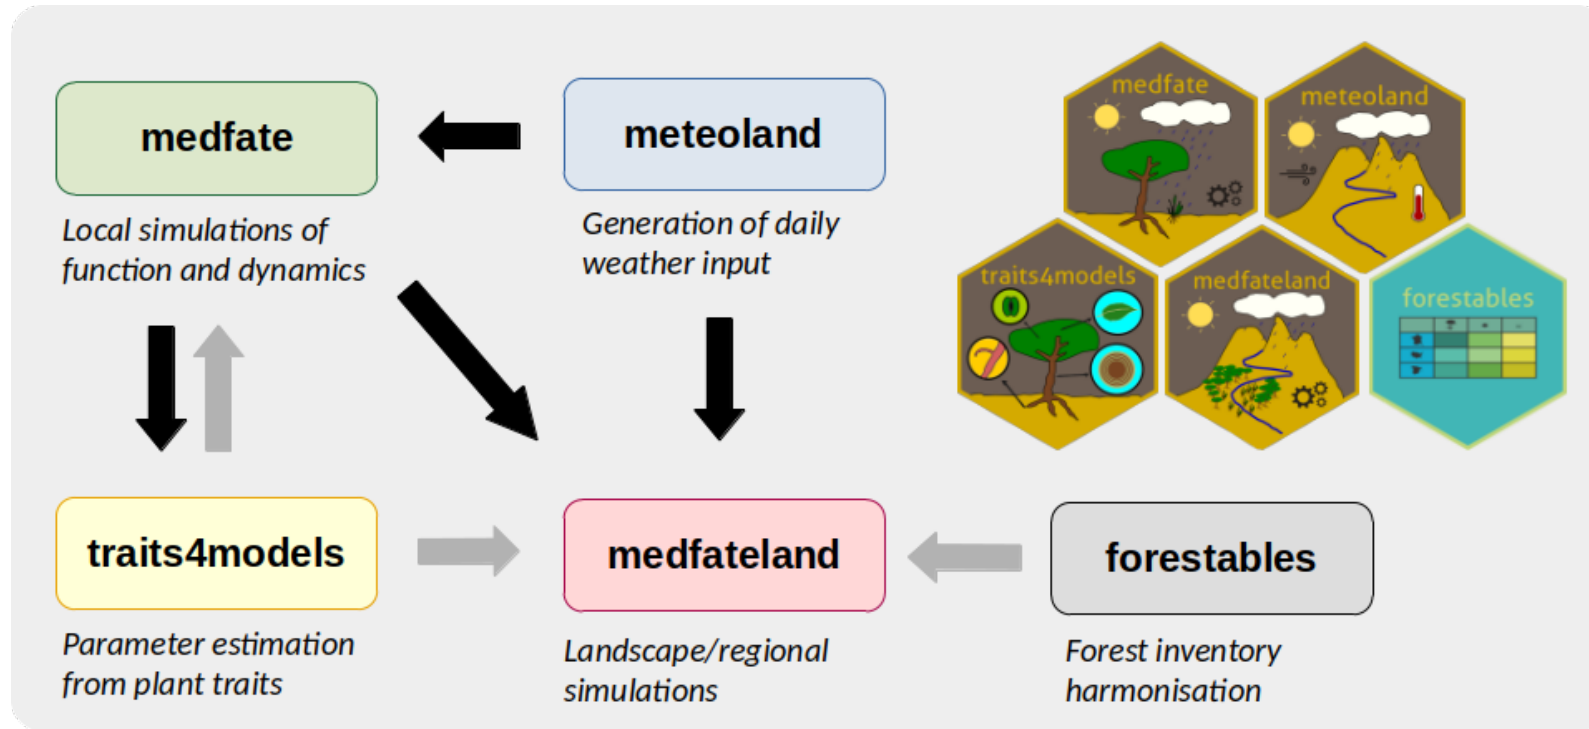 medfate
meteoland
Local simulations of
function and dynamics
Generation of daily
weather input
medfate
meteoland
traits4models
medfateland
forestables
traits4models
medfateland
forestables
Parameter estimation
from plant traits
Landscape/regional
simulations
Forest inventory
harmonisation